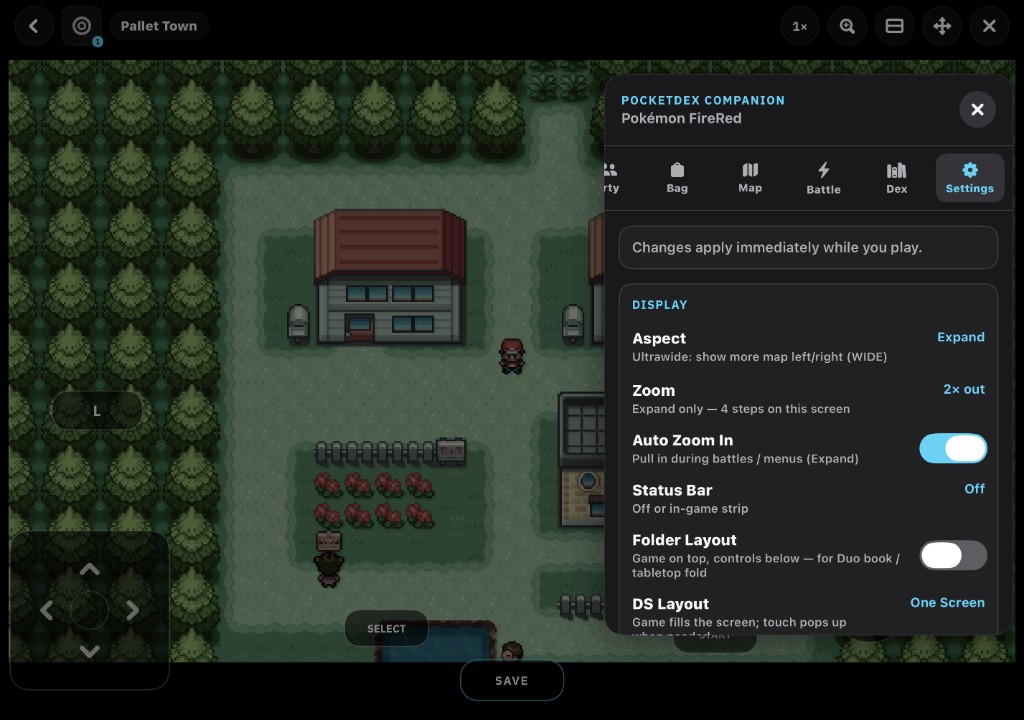 Pallet Town
1×
1
POCKETDEX COMPANION
Pokémon FireRed
rty
Bag
Map
Battle
Dex
Settings
Changes apply immediately while you play.
DISPLAY
Aspect
Expand
Ultrawide: show more map left/right (WIDE)
Zoom
2× out
Expand only — 4 steps on this screen
Auto Zoom In
Pull in during battles / menus (Expand)
Status Bar
Off
Off or in-game strip
Folder Layout
Game on top, controls below — for Duo book /
tabletop fold
DS Layout
One Screen
Game fills the screen; touch pops up
when needed
L
SELECT
SAVE